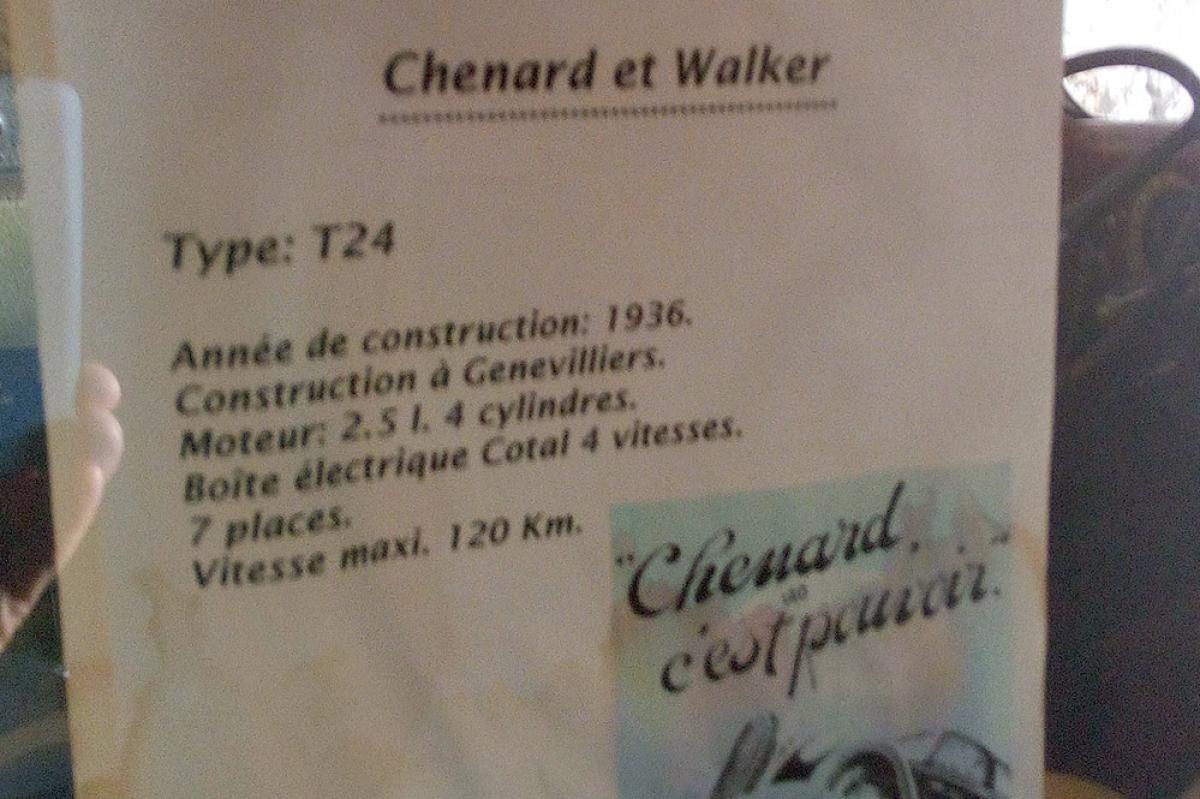 Chenard et Walker
Type: T24
Année de construction: 1936.
Construction à Genevilliers.
Moteur: 2.5 l. 4 cylindres.
Boîte électrique Cotal 4 vitesses.
7 places.
Vitesse maxi. 120 Km.
"Chenard...
c'est pouvoir."